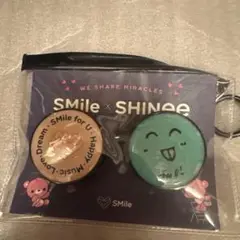 WE SHARE MIRACLES
SMile × SHINee
SMile for U · Happy Music · Love Dream ·
SMile